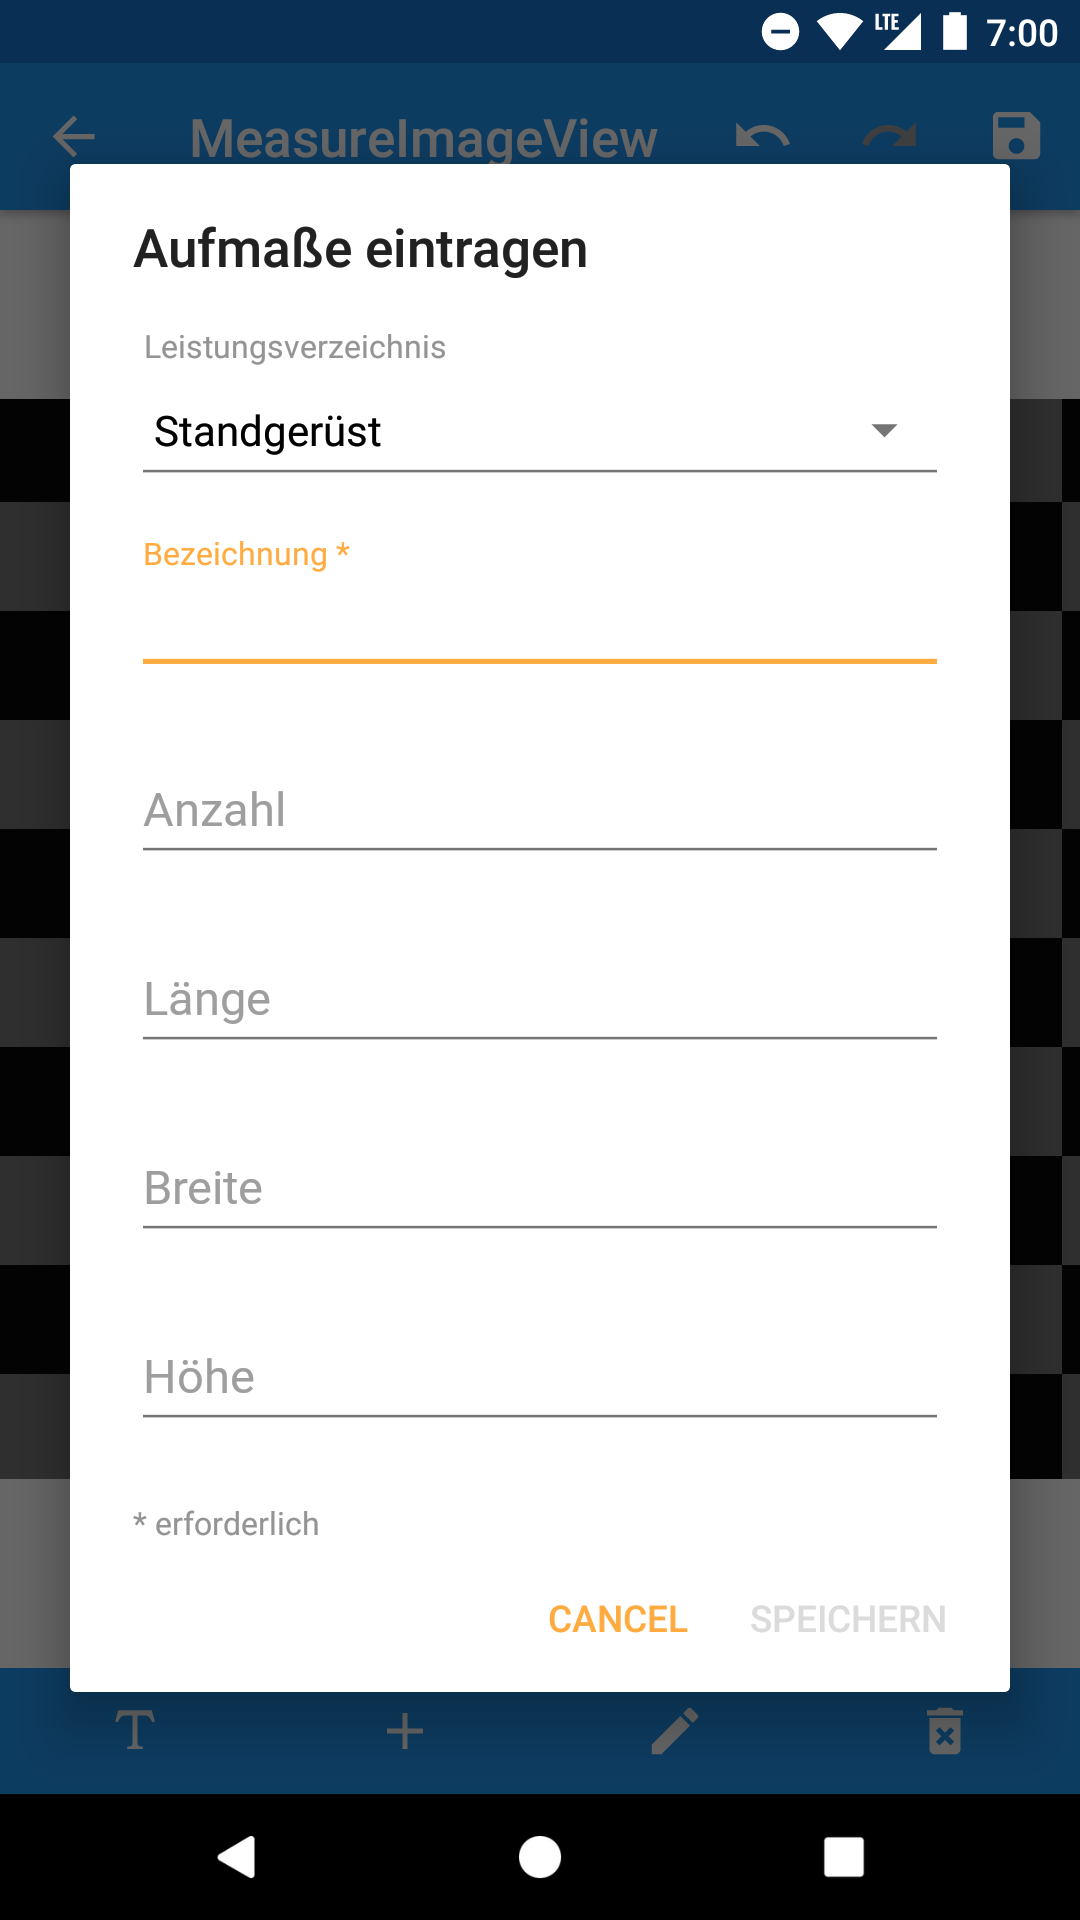 LTE 7:00
MeasureImageView
Aufmaße eintragen
Leistungsverzeichnis
Standgerüst
Bezeichnung *
Anzahl
Länge
Breite
Höhe
* erforderlich
CANCEL SPEICHERN